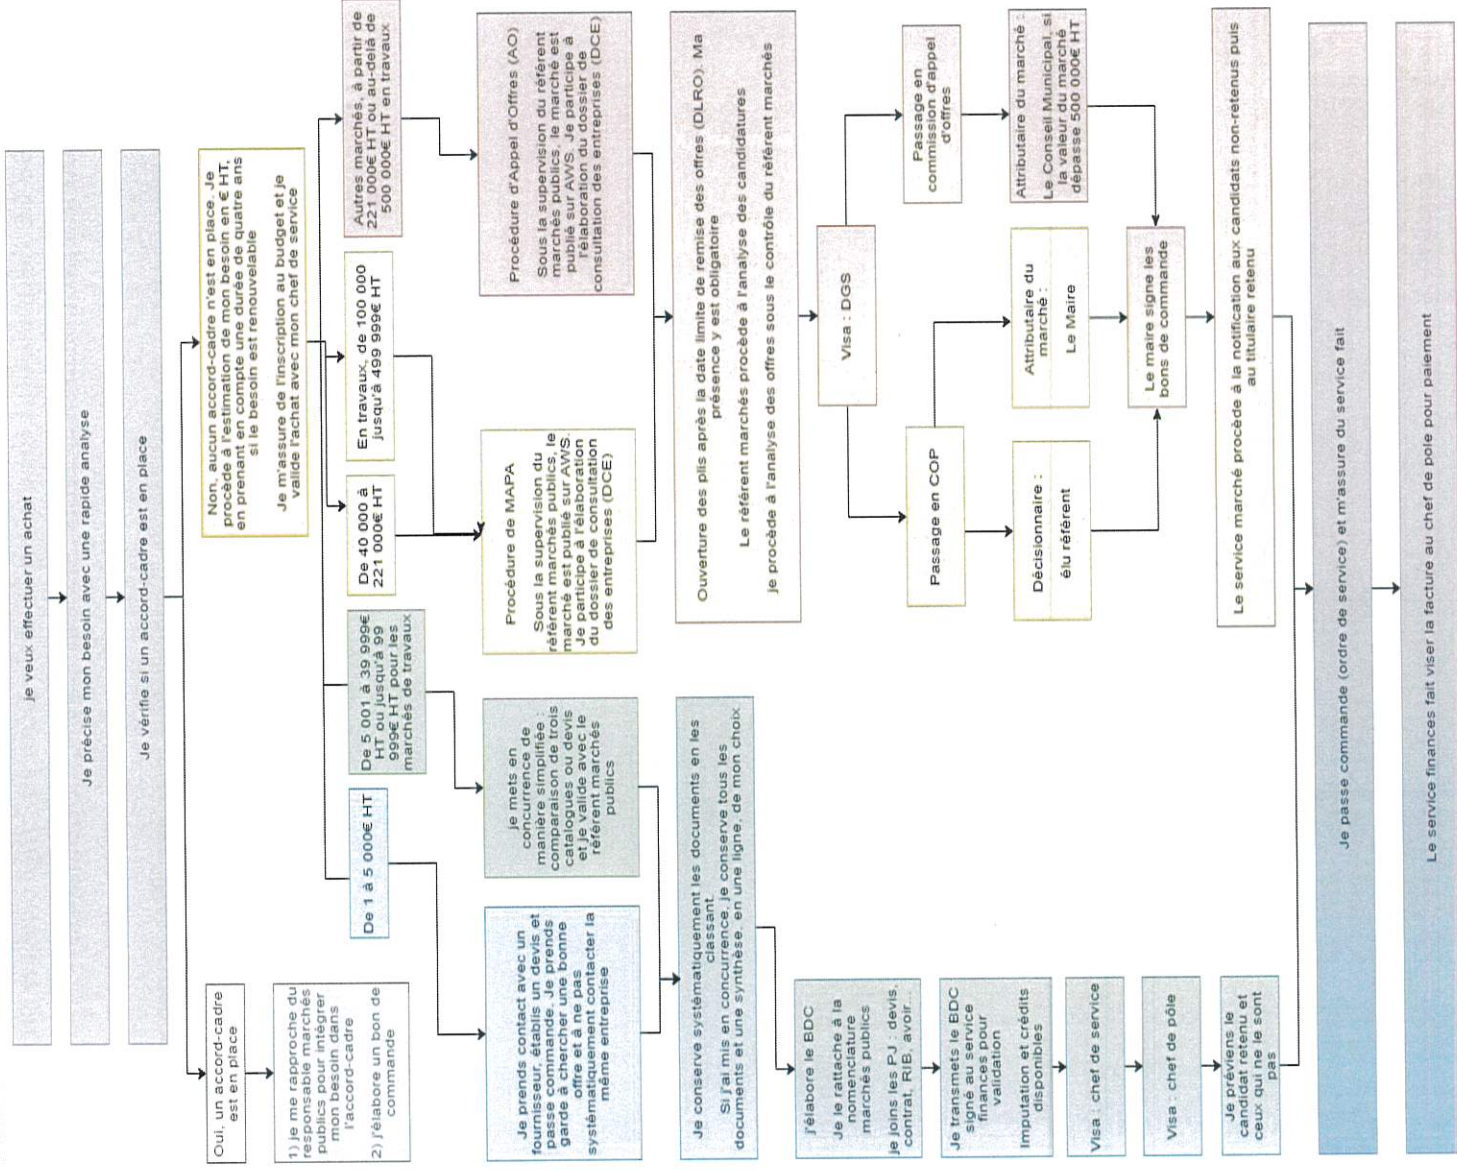 je veux effectuer un achat
Je précise mon besoin avec une rapide analyse
Je vérifie si un accord-cadre est en place
Oui, un accord-cadre
est en place
1) je me rapproche du
responsable marchés
publics pour intégrer
mon besoin dans
l'accord-cadre
2) j'élabore un bon de
commande
Non, aucun accord-cadre n'est en place. Je
procède à l'estimation de mon besoin en € HT,
en prenant en compte une durée de quatre ans
si le besoin est renouvelable
Je m'assure de l'inscription au budget et je
valide l'achat avec mon chef de service
De 1 à 5 000€ HT
De 5 001 à 39 999€
HT ou jusqu'à 99
999€ HT pour les
marchés de travaux
De 40 000 à
221 000€ HT
En travaux, de 100 000
jusqu'à 499 999€ HT
Autres marchés, à partir de
221 000€ HT ou au-delà de
500 000€ HT en travaux
Je prends contact avec un
fournisseur, établis un devis et
passe commande. Je prends
garde à chercher une bonne
offre et à ne pas
systématiquement contacter la
même entreprise
je mets en
concurrence de
manière simplifiée :
comparaison de trois
catalogues ou devis
et je valide avec le
référent marchés
publics
Procédure de MAPA
Sous la supervision du
référent marchés publics, le
marché est publié sur AWS.
Je participe à l'élaboration
du dossier de consultation
des entreprises (DCE)
Procédure d'Appel d'Offres (AO)
Sous la supervision du référent
marchés publics, le marché est
publié sur AWS. Je participe à
l'élaboration du dossier de
consultation des entreprises (DCE)
Je conserve systématiquement les documents en les
classant.
Si j'ai mis en concurrence, je conserve tous les
documents et une synthèse, en une ligne, de mon choix
Ouverture des plis après la date limite de remise des offres (DLRO). Ma
présence y est obligatoire
Le référent marchés procède à l'analyse des candidatures
je procède à l'analyse des offres sous le contrôle du référent marchés
j'élabore le BDC
Je le rattache à la
nomenclature
marchés publics
je joins les PJ : devis,
contrat, RIB, avoir...
Je transmets le BDC
signé au service
finances pour
validation
Imputation et crédits
disponibles
Visa : chef de service
Visa : chef de pôle
Je préviens le
candidat retenu et
ceux qui ne le sont
pas
Visa : DGS
Passage en COP
Passage en
commission d'appel
d'offres
Décisionnaire :
élu référent
Attributaire du
marché :
Le Maire
Attributaire du marché :
Le Conseil Municipal, si
la valeur du marché
dépasse 500 000€ HT
Le maire signe les
bons de commande
Le service marché procède à la notification aux candidats non-retenus puis
au titulaire retenu
Je passe commande (ordre de service) et m'assure du service fait
Le service finances fait viser la facture au chef de pole pour paiement